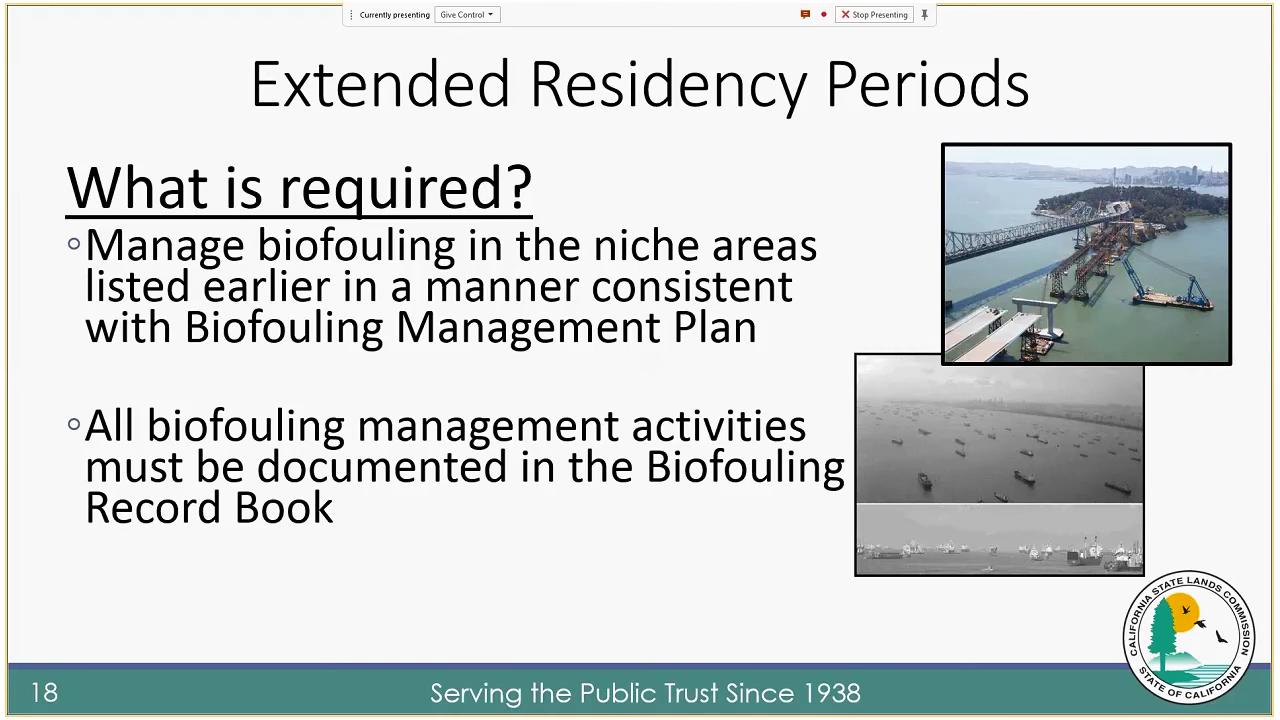 Currently presenting
Give Control
Stop Presenting
Extended Residency Periods
What is required?
Manage biofouling in the niche areas
listed earlier in a manner consistent
with Biofouling Management Plan
All biofouling management activities
must be documented in the Biofouling
Record Book
CALIFORNIA STATE LANDS COMMISSION
STATE OF CALIFORNIA
18
Serving the Public Trust Since 1938